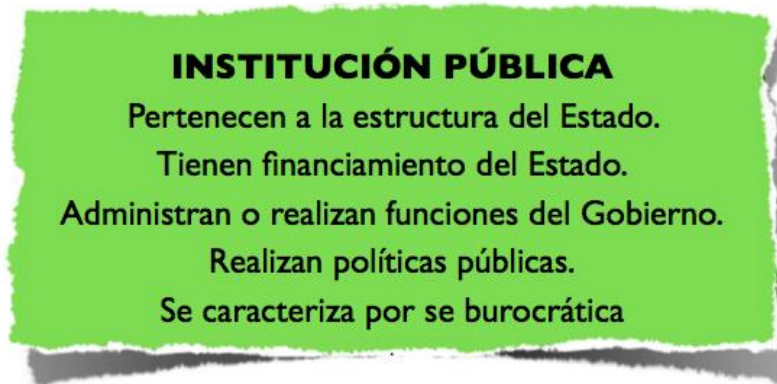 INSTITUCIÓN PÚBLICA
Pertenecen a la estructura del Estado.
Tienen financiamiento del Estado.
Administran o realizan funciones del Gobierno.
Realizan políticas públicas.
Se caracteriza por se burocrática